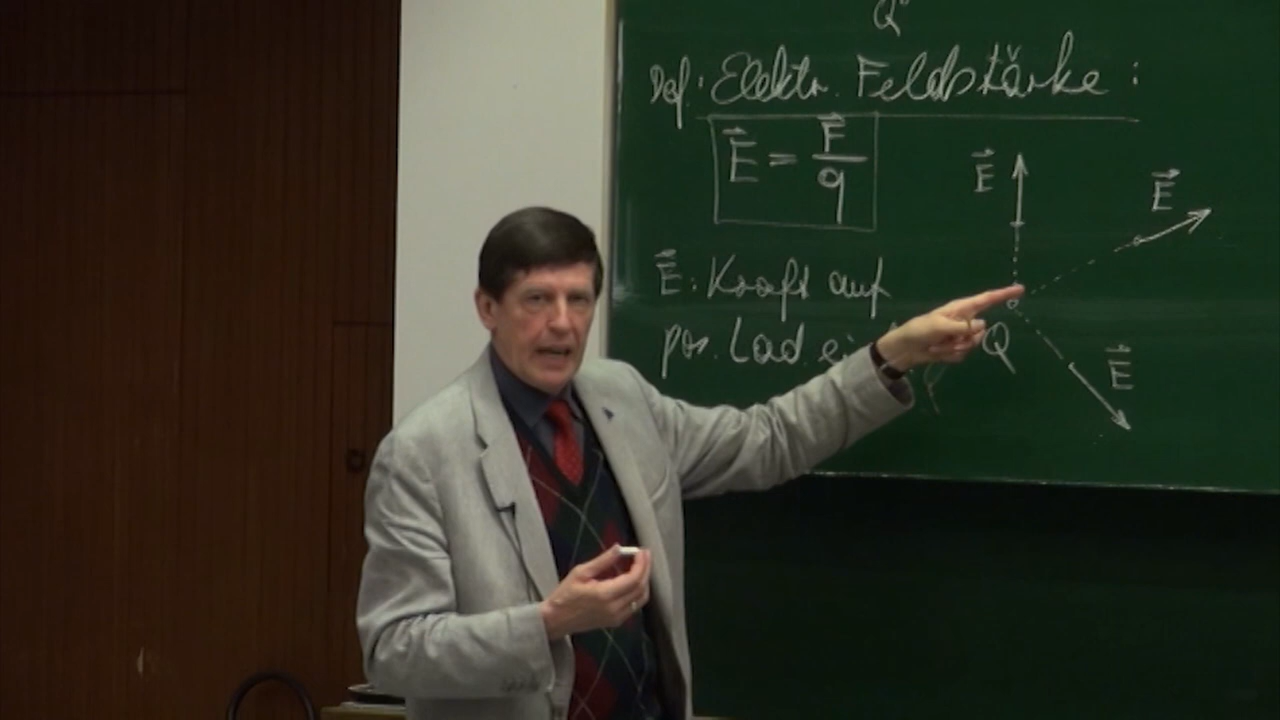 Q
Def: Elektr. Feldstärke:
E⃗ = F⃗ / q
E⃗
E⃗
E⃗: Kraft auf
pos. Lad.
Q
E⃗